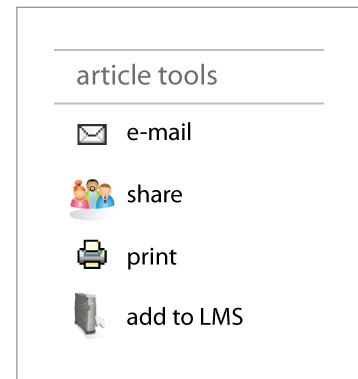 article tools
e-mail
share
print
add to LMS